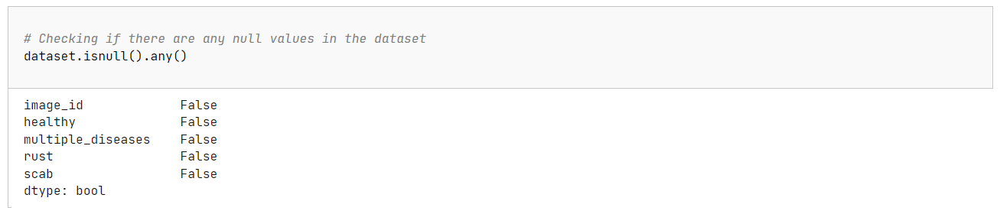 # Checking if there are any null values in the dataset
dataset.isnull().any()
image_id False
healthy False
multiple_diseases False
rust False
scab False
dtype: bool